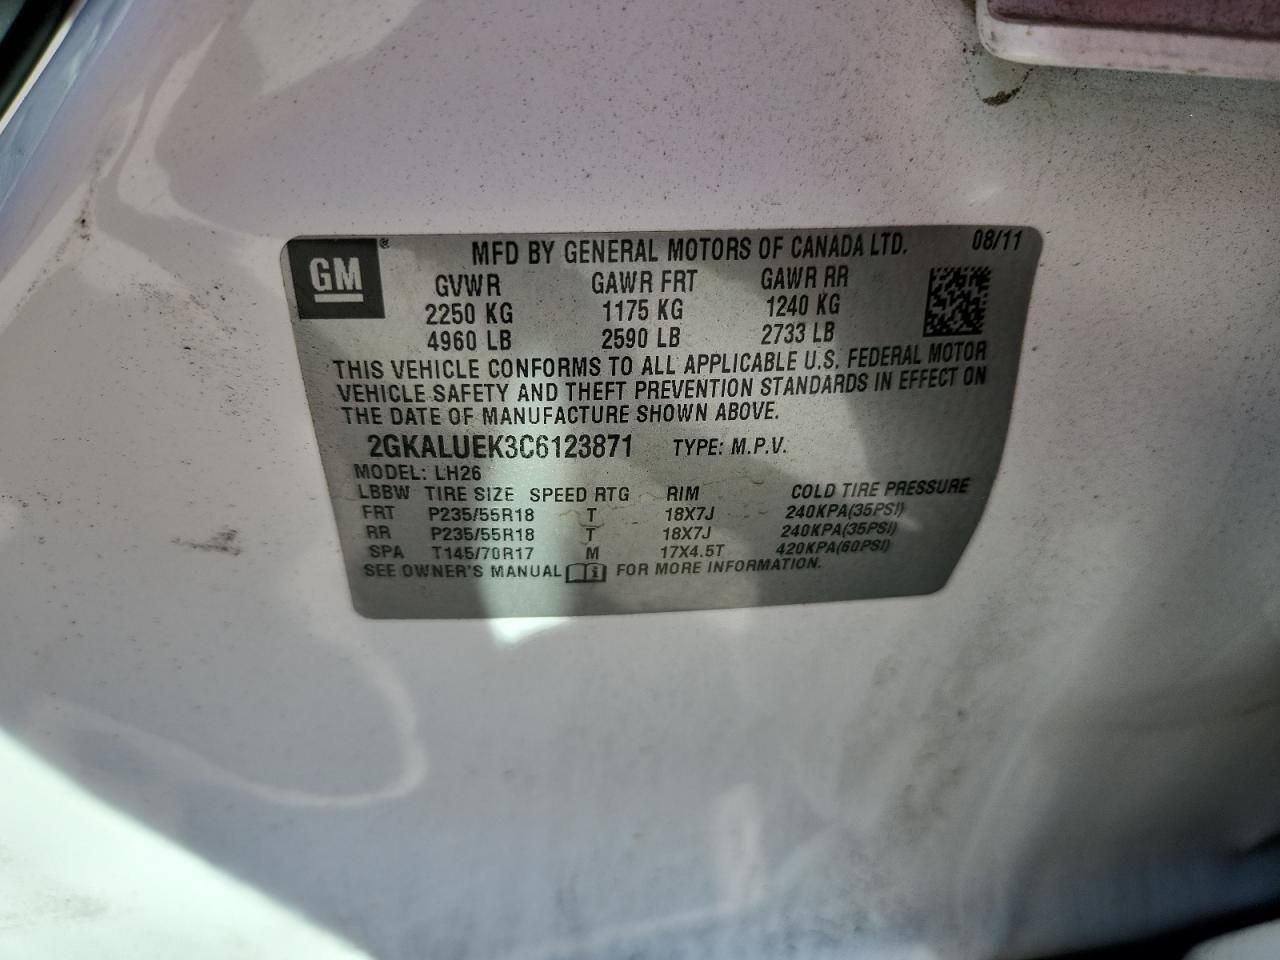 GM ® MFD BY GENERAL MOTORS OF CANADA LTD. 08/11
GVWR GAWR FRT GAWR RR
2250 KG 1175 KG 1240 KG
4960 LB 2590 LB 2733 LB
THIS VEHICLE CONFORMS TO ALL APPLICABLE U.S. FEDERAL MOTOR
VEHICLE SAFETY AND THEFT PREVENTION STANDARDS IN EFFECT ON
THE DATE OF MANUFACTURE SHOWN ABOVE.
2GKALUEK3C6123871 TYPE: M.P.V.
MODEL: LH26
LBBW TIRE SIZE SPEED RTG RIM COLD TIRE PRESSURE
FRT P235/55R18 T 18X7J 240KPA(35PSI)
RR P235/55R18 T 18X7J 240KPA(35PSI)
SPA T145/70R17 M 17X4.5T 420KPA(60PSI)
SEE OWNER'S MANUAL FOR MORE INFORMATION.